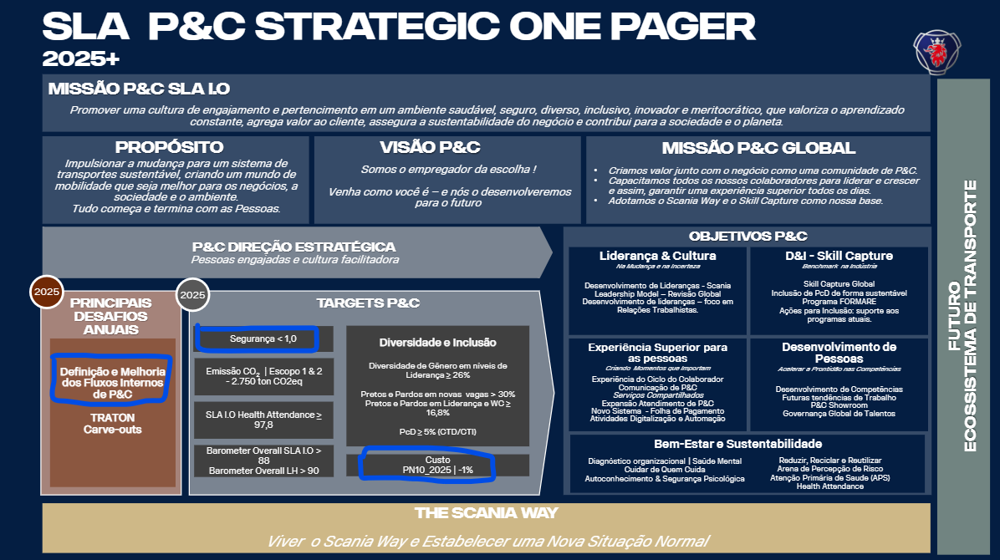 SLA P&C STRATEGIC ONE PAGER
2025+
MISSÃO P&C SLA I.O
Promover uma cultura de engajamento e pertencimento em um ambiente saudável, seguro, diverso, inclusivo, inovador e meritocrático, que valoriza o aprendizado
constante, agrega valor ao cliente, assegura a sustentabilidade do negócio e contribui para a sociedade e o planeta.
PROPÓSITO
Impulsionar a mudança para um sistema de
transportes sustentável, criando um mundo de
mobilidade que seja melhor para os negócios, a
sociedade e o ambiente.
Tudo começa e termina com as Pessoas.
VISÃO P&C
Somos o empregador da escolha !
Venha como você é – e nós o desenvolveremos
para o futuro
MISSÃO P&C GLOBAL
• Criamos valor junto com o negócio como uma comunidade de P&C.
• Capacitamos todos os nossos colaboradores para liderar e crescer
e assim, garantir uma experiência superior todos os dias.
• Adotamos o Scania Way e o Skill Capture como nossa base.
P&C DIREÇÃO ESTRATÉGICA
Pessoas engajadas e cultura facilitadora
2025
PRINCIPAIS
DESAFIOS
ANUAIS
Definição e Melhoria
dos Fluxos Internos
de P&C
TRATON
Carve-outs
2025
TARGETS P&C
Segurança < 1,0
Emissão CO₂ | Escopo 1 & 2
- 2.750 ton CO2eq
SLA I.O Health Attendance ≥
97,8
Barometer Overall SLA I.O >
88
Barometer Overall LH > 90
Diversidade e Inclusão
Diversidade de Gênero em níveis de
Liderança ≥ 26%
Pretos e Pardos em novas vagas > 30%
Pretos e Pardos em Liderança e WC ≥
16,8%
PcD ≥ 5% (CTD/CTI)
Custo
PN10_2025 | -1%
OBJETIVOS P&C
Liderança & Cultura
Na Mudança e na Incerteza
Desenvolvimento de Lideranças - Scania
Leadership Model – Revisão Global
Desenvolvimento de lideranças – foco em
Relações Trabalhistas.
D&I - Skill Capture
Benchmark na Indústria
Skill Capture Global
Inclusão de PcD de forma sustentável
Programa FORMARE
Ações para Inclusão: suporte aos
programas atuais.
Experiência Superior para
as pessoas
Criando Momentos que Importam
Experiência do Ciclo do Colaborador
Comunicação de P&C
Serviços Compartilhados
Expansão Atendimento de P&C
Novo Sistema - Folha de Pagamento
Atividades Digitalização e Automação
Desenvolvimento de
Pessoas
Acelerar a Prontidão nas Competências
Desenvolvimento de Competências
Futuras tendências de Trabalho
P&C Showroom
Governança Global de Talentos
Bem-Estar e Sustentabilidade
Diagnóstico organizacional | Saúde Mental
Cuidar de Quem Cuida
Autoconhecimento & Segurança Psicológica
Reduzir, Reciclar e Reutilizar
Arena de Percepção de Risco
Atenção Primária de Saude (APS)
Health Attendance
FUTURO
ECOSSISTEMA DE TRANSPORTE
THE SCANIA WAY
Viver o Scania Way e Estabelecer uma Nova Situação Normal